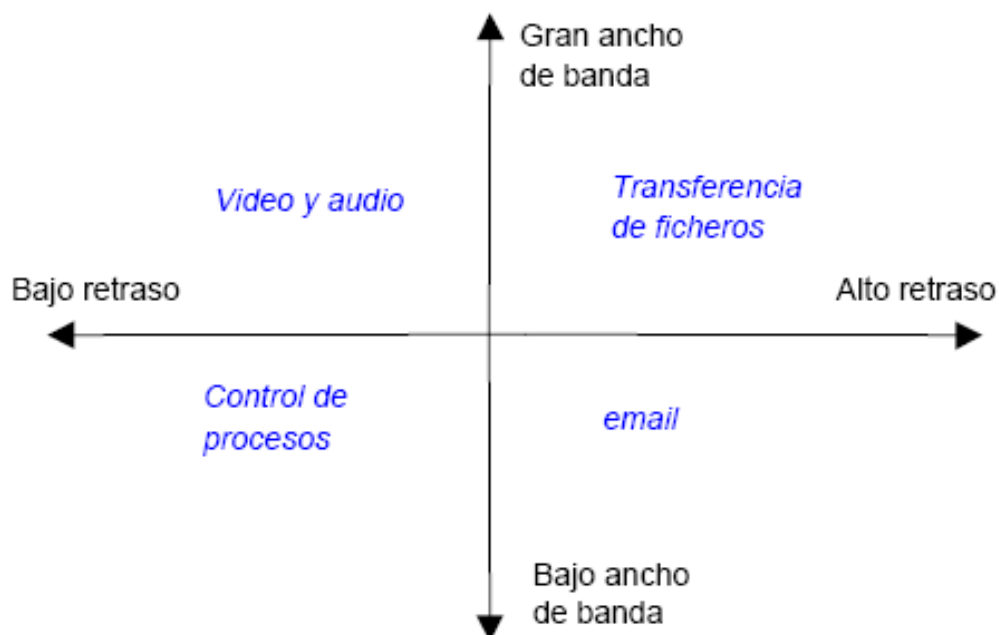 Gran ancho
de banda
Video y audio
Transferencia
de ficheros
Bajo retraso
Alto retraso
Control de
procesos
email
Bajo ancho
de banda